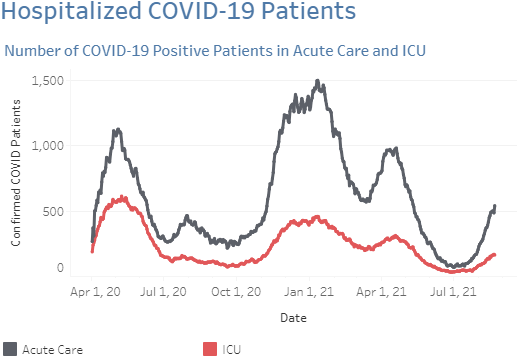 Hospitalized COVID-19 Patients
Number of COVID-19 Positive Patients in Acute Care and ICU
Confirmed COVID Patients
1,500
1,000
500
0
Apr 1, 20 Jul 1, 20 Oct 1, 20 Jan 1, 21 Apr 1, 21 Jul 1, 21
Date
Acute Care ICU